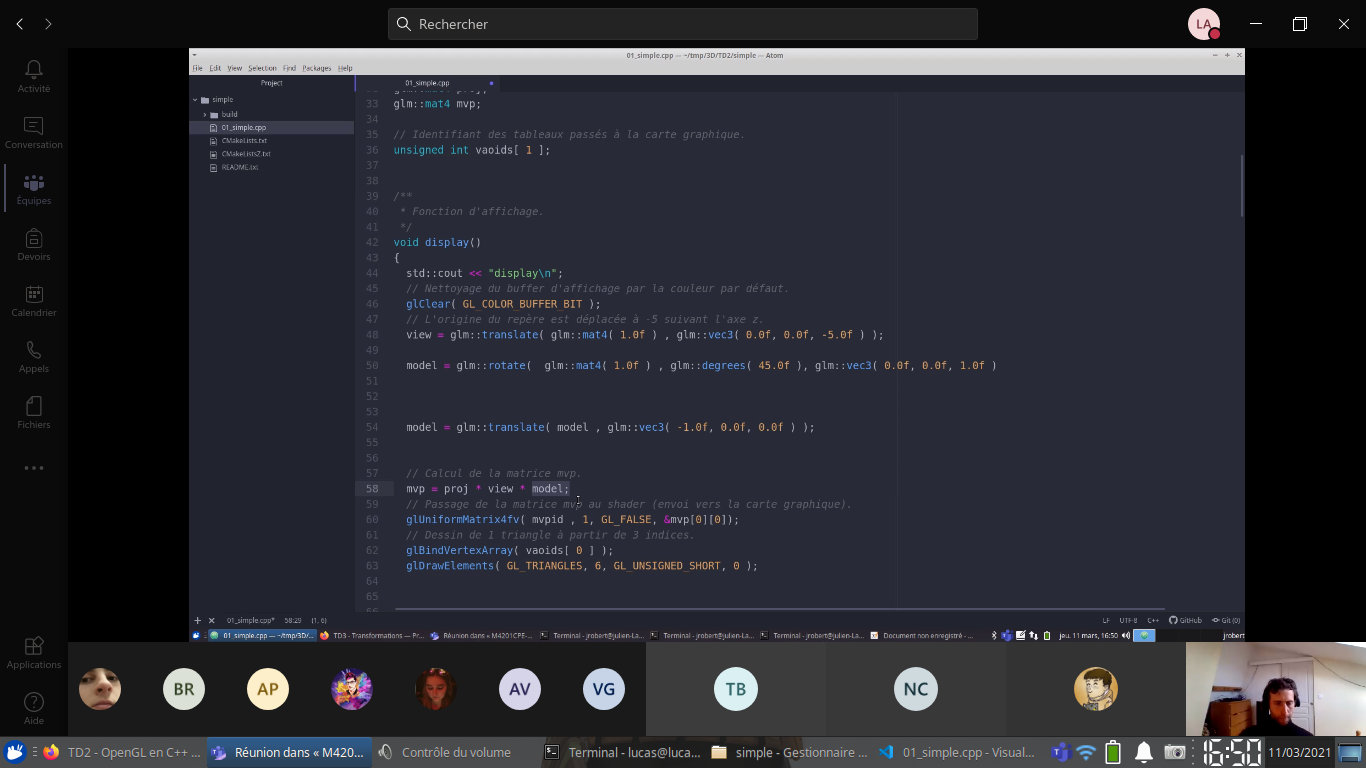 Rechercher
LA
Activité
Conversation
Équipes
Devoirs
Calendrier
Appels
Fichiers
Applications
Aide
01_simple.cpp — ~/tmp/3D/TD2/simple — Atom
File Edit View Selection Find Packages Help
Project
01_simple.cpp
simple
build
01_simple.cpp
CMakeLists.txt
CMakeLists2.txt
README.txt
33 glm::mat4 mvp;
34
35 // Identifiant des tableaux passés à la carte graphique.
36 unsigned int vaoids[ 1 ];
37
38
39 /**
40 * Fonction d'affichage.
41 */
42 void display()
43 {
44 std::cout << "display\n";
45 // Nettoyage du buffer d'affichage par la couleur par défaut.
46 glClear( GL_COLOR_BUFFER_BIT );
47 // L'origine du repère est déplacée à -5 suivant l'axe z.
48 view = glm::translate( glm::mat4( 1.0f ) , glm::vec3( 0.0f, 0.0f, -5.0f ) );
49
50 model = glm::rotate(  glm::mat4( 1.0f ) , glm::degrees( 45.0f ), glm::vec3( 0.0f, 0.0f, 1.0f )
51
52
53
54 model = glm::translate( model , glm::vec3( -1.0f, 0.0f, 0.0f ) );
55
56
57 // Calcul de la matrice mvp.
58 mvp = proj * view * model;
59 // Passage de la matrice mvp au shader (envoi vers la carte graphique).
60 glUniformMatrix4fv( mvpid , 1, GL_FALSE, &mvp[0][0]);
61 // Dessin de 1 triangle à partir de 3 indices.
62 glBindVertexArray( vaoids[ 0 ] );
63 glDrawElements( GL_TRIANGLES, 6, GL_UNSIGNED_SHORT, 0 );
64
65
01_simple.cpp* 58:29 (1, 6) LF UTF-8 C++ GitHub Git (0)
01_simple.cpp — ~/tmp/3D/... TD3 - Transformations — Pr... Réunion dans « M4201CPE-... Terminal - jrobert@julien-La... Terminal - jrobert@julien-La... Terminal - jrobert@julien-La... Document non enregistré - ... jeu. 11 mars, 16:50 jrobert
BR AP AV VG TB NC
TD2 - OpenGL en C++ ... Réunion dans « M420... Contrôle du volume Terminal - lucas@luca... simple - Gestionnaire ... 01_simple.cpp - Visual... 16:50 11/03/2021